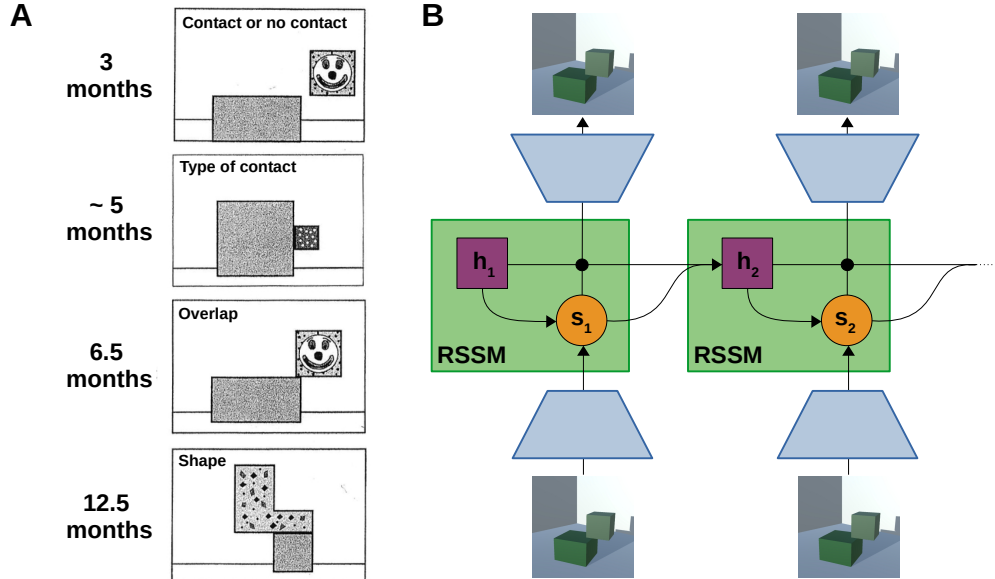 A
3
months
Contact or no contact
~ 5
months
Type of contact
6.5
months
Overlap
12.5
months
Shape
B
h1
s1
RSSM
h2
s2
RSSM